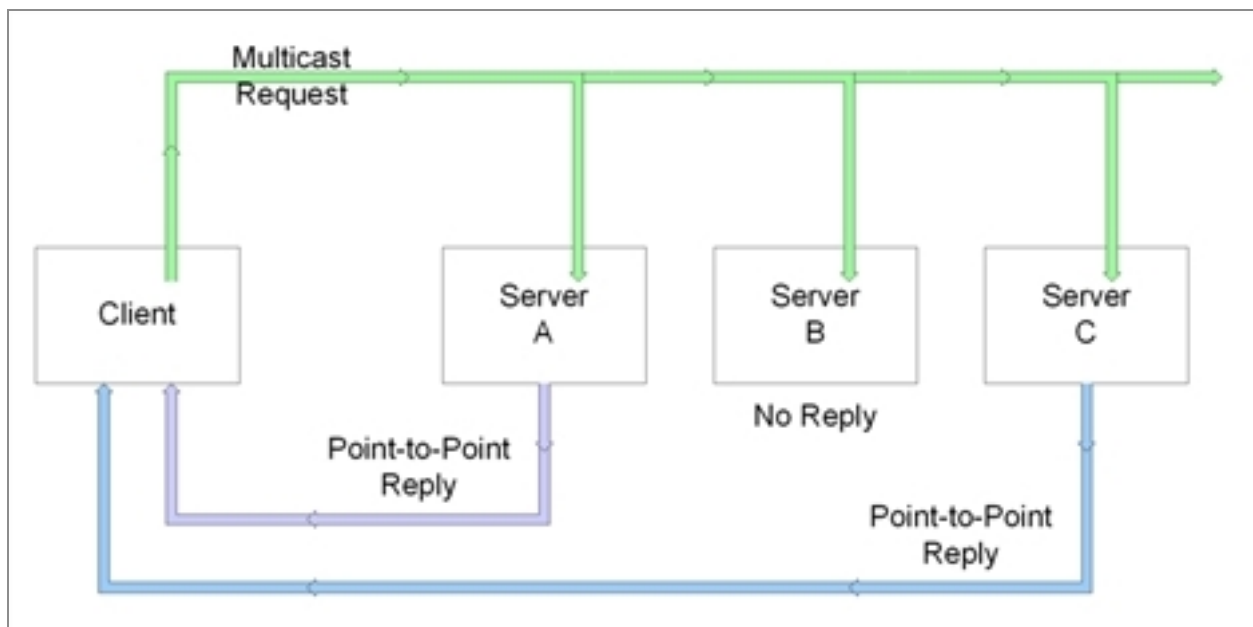 Multicast
Request
Client
Server
A
Server
B
Server
C
No Reply
Point-to-Point
Reply
Point-to-Point
Reply